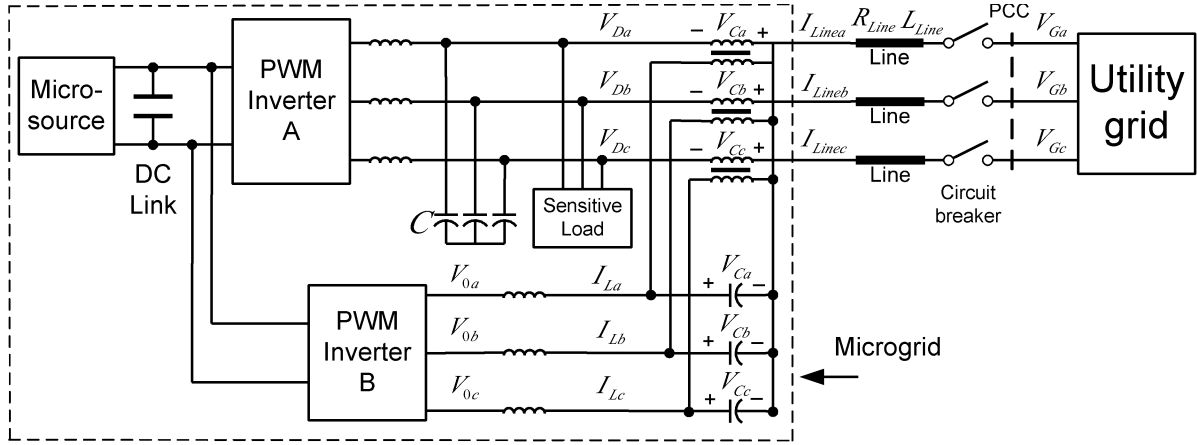 Micro-
source
DC
Link
PWM
Inverter
A
V_Da
V_Db
V_Dc
− V_Ca +
− V_Cb +
− V_Cc +
I_Linea
I_Lineb
I_Linec
R_Line L_Line
Line
Line
Line
PCC
Circuit
breaker
V_Ga
V_Gb
V_Gc
Utility
grid
C
Sensitive
Load
PWM
Inverter
B
V_0a
V_0b
V_0c
I_La
I_Lb
I_Lc
+ V_Ca −
+ V_Cb −
+ V_Cc −
Microgrid